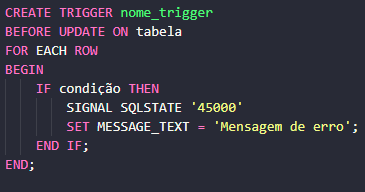 CREATE TRIGGER nome_trigger
BEFORE UPDATE ON tabela
FOR EACH ROW
BEGIN
    IF condição THEN
        SIGNAL SQLSTATE '45000'
        SET MESSAGE_TEXT = 'Mensagem de erro';
    END IF;
END;